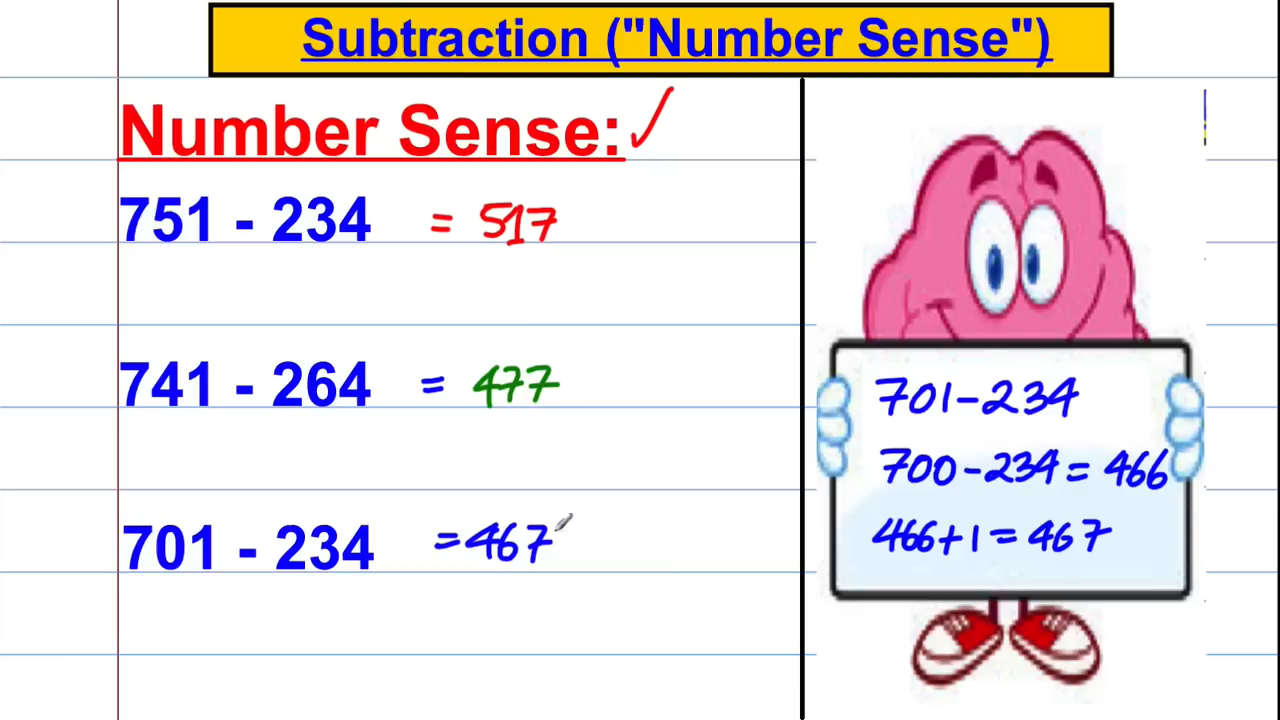 Subtraction ("Number Sense")
Number Sense:
751 - 234 = 517
741 - 264 = 477
701 - 234 = 467
701-234
700-234 = 466
466+1 = 467